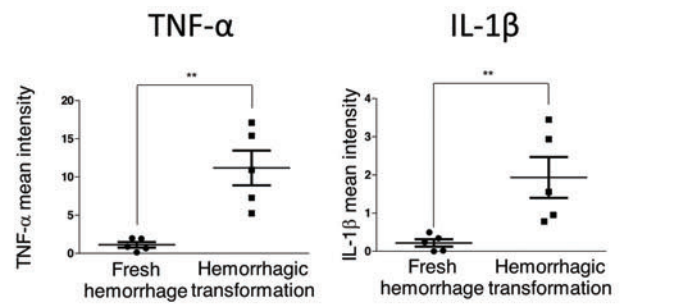 TNF-α
IL-1β
**
**
TNF-α mean intensity
20
15
10
5
0
Fresh
hemorrhage
Hemorrhagic
transformation
IL-1β mean intensity
4
3
2
1
0
Fresh
hemorrhage
Hemorrhagic
transformation